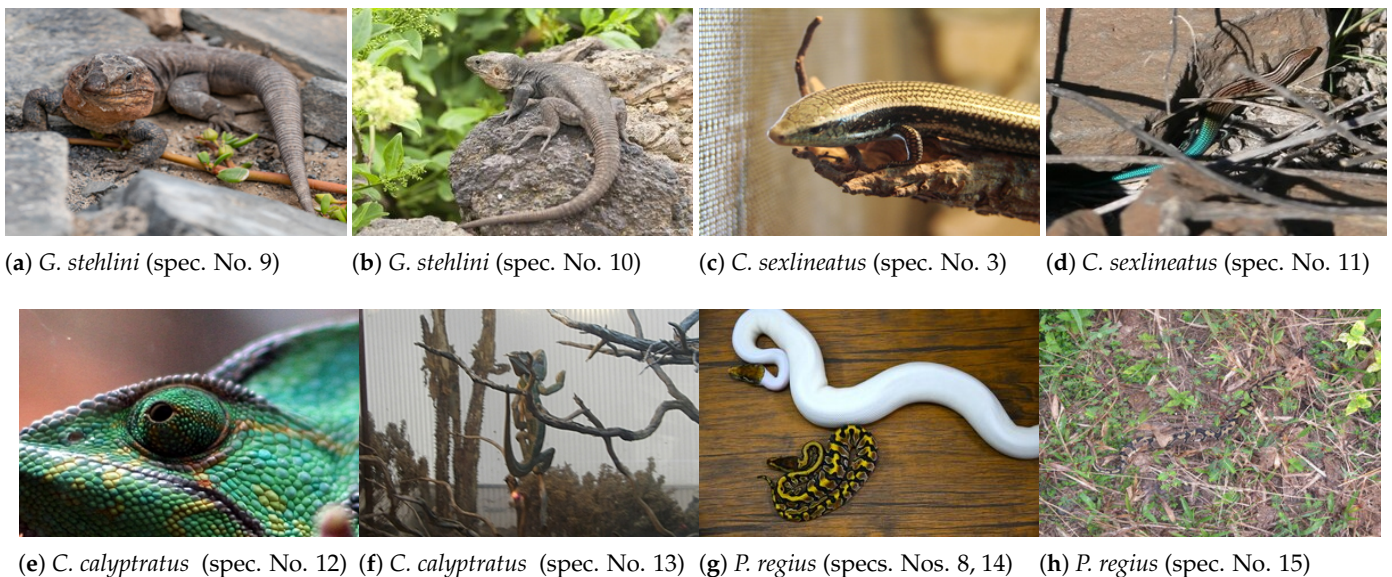 (a) G. stehlini (spec. No. 9)
(b) G. stehlini (spec. No. 10)
(c) C. sexlineatus (spec. No. 3)
(d) C. sexlineatus (spec. No. 11)
(e) C. calyptratus (spec. No. 12)
(f) C. calyptratus (spec. No. 13)
(g) P. regius (specs. Nos. 8, 14)
(h) P. regius (spec. No. 15)